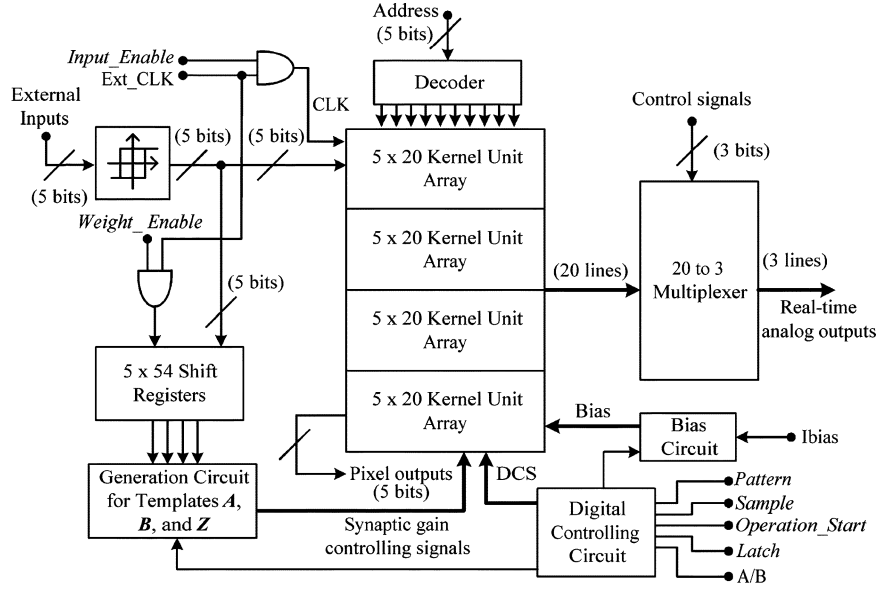 Address
(5 bits)
Input_Enable
Ext_CLK
Decoder
CLK
External
Inputs
(5 bits)
(5 bits)
(5 bits)
Control signals
(3 bits)
5 x 20 Kernel Unit
Array
Weight_Enable
5 x 20 Kernel Unit
Array
(5 bits)
(20 lines)
20 to 3
Multiplexer
(3 lines)
Real-time
analog outputs
5 x 20 Kernel Unit
Array
5 x 54 Shift
Registers
5 x 20 Kernel Unit
Array
Bias
Bias
Circuit
Ibias
Generation Circuit
for Templates A,
B, and Z
Pixel outputs
(5 bits)
DCS
Synaptic gain
controlling signals
Digital
Controlling
Circuit
Pattern
Sample
Operation_Start
Latch
A/B